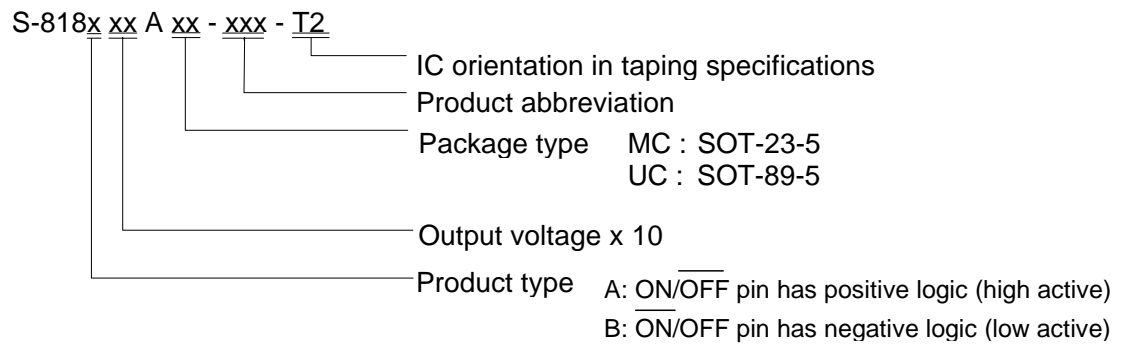 S-818x xx A xx - xxx - T2
IC orientation in taping specifications
Product abbreviation
Package type MC : SOT-23-5
UC : SOT-89-5
Output voltage x 10
Product type A: ON/O̅F̅F̅ pin has positive logic (high active)
B: O̅N̅/OFF pin has negative logic (low active)